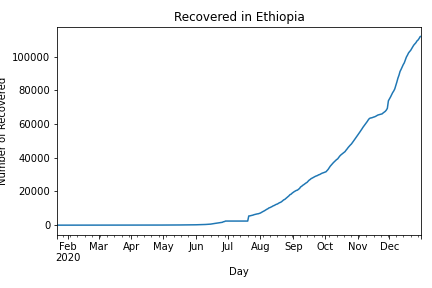 Recovered in Ethiopia
Number of Recovered
100000
80000
60000
40000
20000
0
Feb Mar Apr May Jun Jul Aug Sep Oct Nov Dec
2020
Day